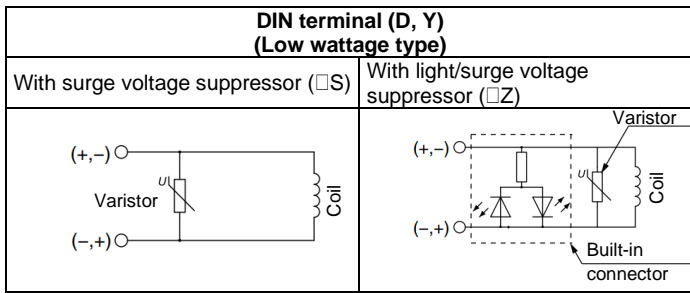 DIN terminal (D, Y)
(Low wattage type)
With surge voltage suppressor (□S)
With light/surge voltage
suppressor (□Z)
(+,−)
Varistor
U
Coil
(−,+)
Varistor
(+,−)
U
Coil
(−,+)
Built-in
connector